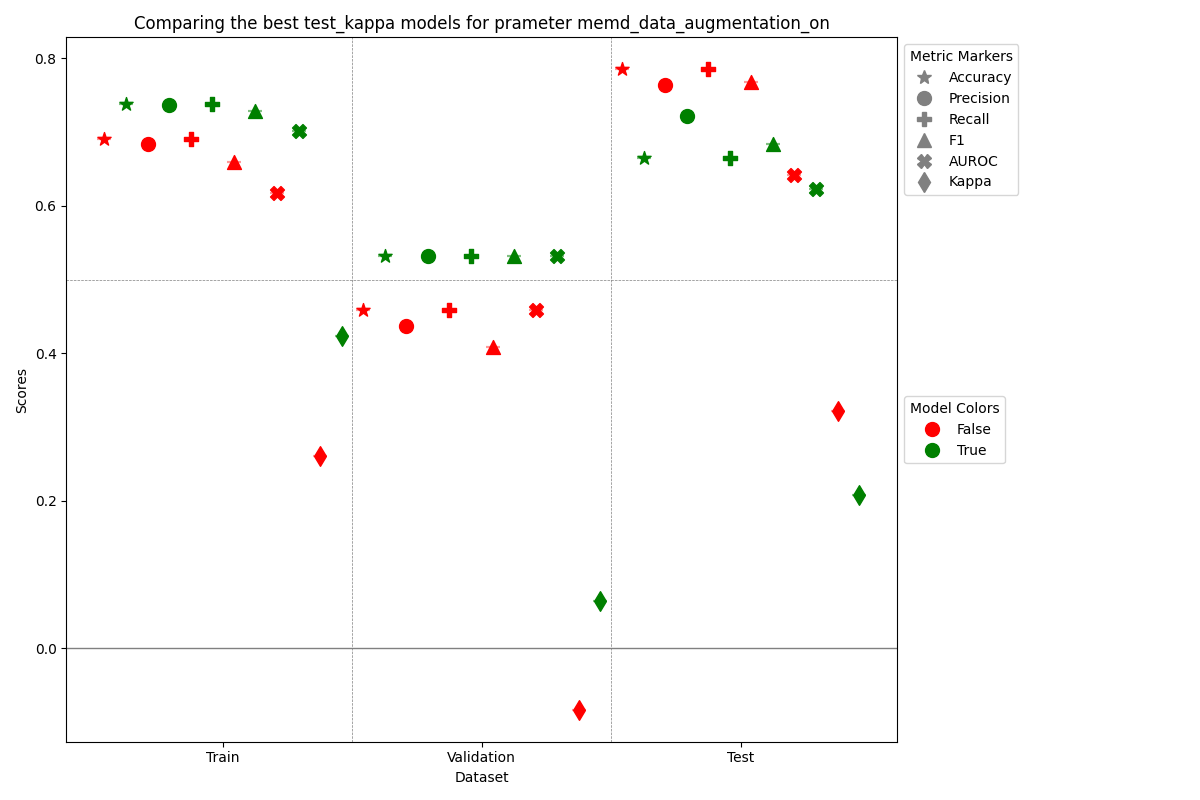 Comparing the best test_kappa models for prameter memd_data_augmentation_on
Metric Markers
Accuracy
Precision
Recall
F1
AUROC
Kappa
Model Colors
False
True
Scores
0.8
0.6
0.4
0.2
0.0
Train
Validation
Test
Dataset